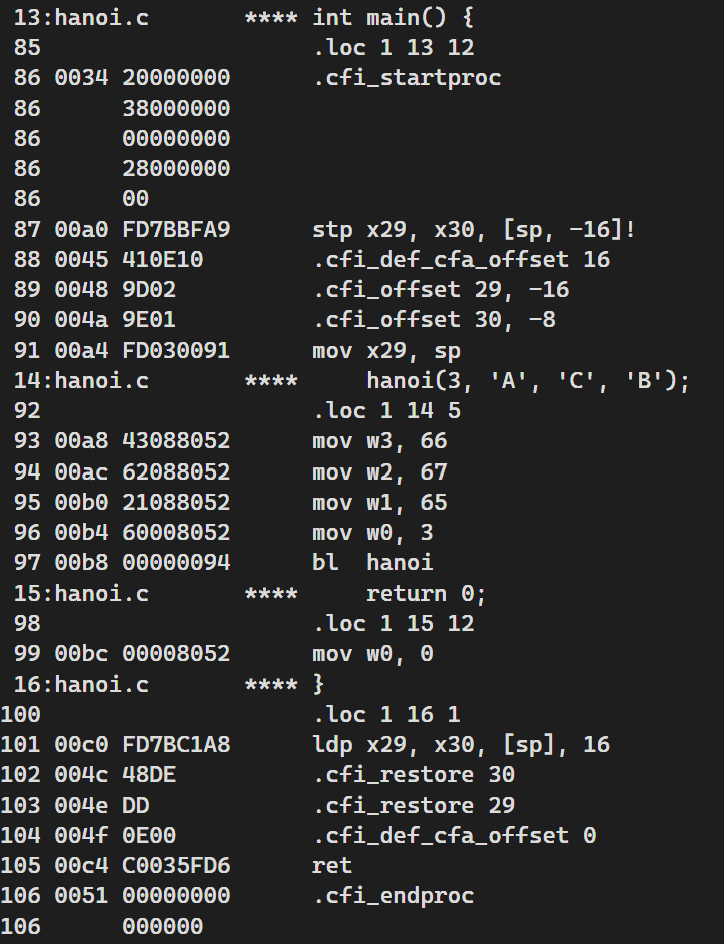 13:hanoi.c       **** int main() {
85                    .loc 1 13 12
86 0034 20000000      .cfi_startproc
86      38000000
86      00000000
86      28000000
86      00
87 00a0 FD7BBFA9      stp x29, x30, [sp, -16]!
88 0045 410E10        .cfi_def_cfa_offset 16
89 0048 9D02          .cfi_offset 29, -16
90 004a 9E01          .cfi_offset 30, -8
91 00a4 FD030091      mov x29, sp
14:hanoi.c       ****     hanoi(3, 'A', 'C', 'B');
92                    .loc 1 14 5
93 00a8 43088052      mov w3, 66
94 00ac 62088052      mov w2, 67
95 00b0 21088052      mov w1, 65
96 00b4 60008052      mov w0, 3
97 00b8 00000094      bl  hanoi
15:hanoi.c       ****     return 0;
98                    .loc 1 15 12
99 00bc 00008052      mov w0, 0
16:hanoi.c       **** }
100                    .loc 1 16 1
101 00c0 FD7BC1A8      ldp x29, x30, [sp], 16
102 004c 48DE          .cfi_restore 30
103 004e DD            .cfi_restore 29
104 004f 0E00          .cfi_def_cfa_offset 0
105 00c4 C0035FD6      ret
106 0051 00000000      .cfi_endproc
106      000000